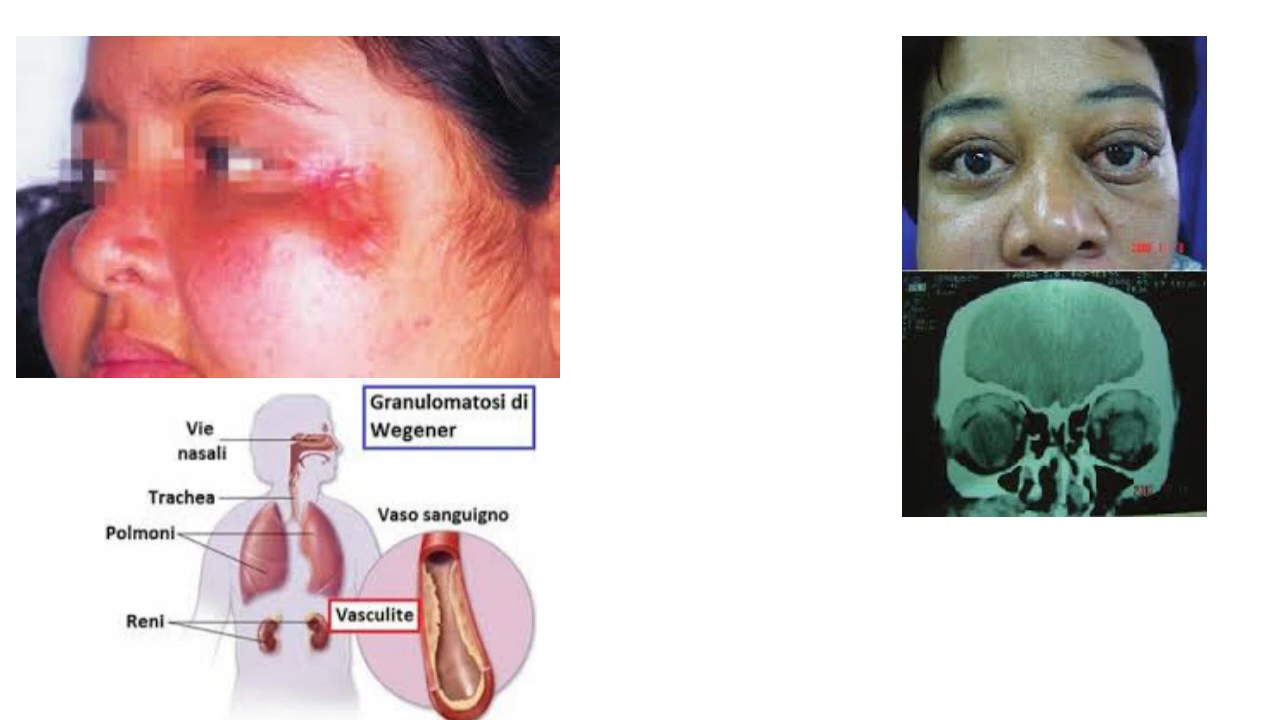 Granulomatosi di
Wegener
Vie
nasali
Trachea
Polmoni
Vaso sanguigno
Vasculite
Reni